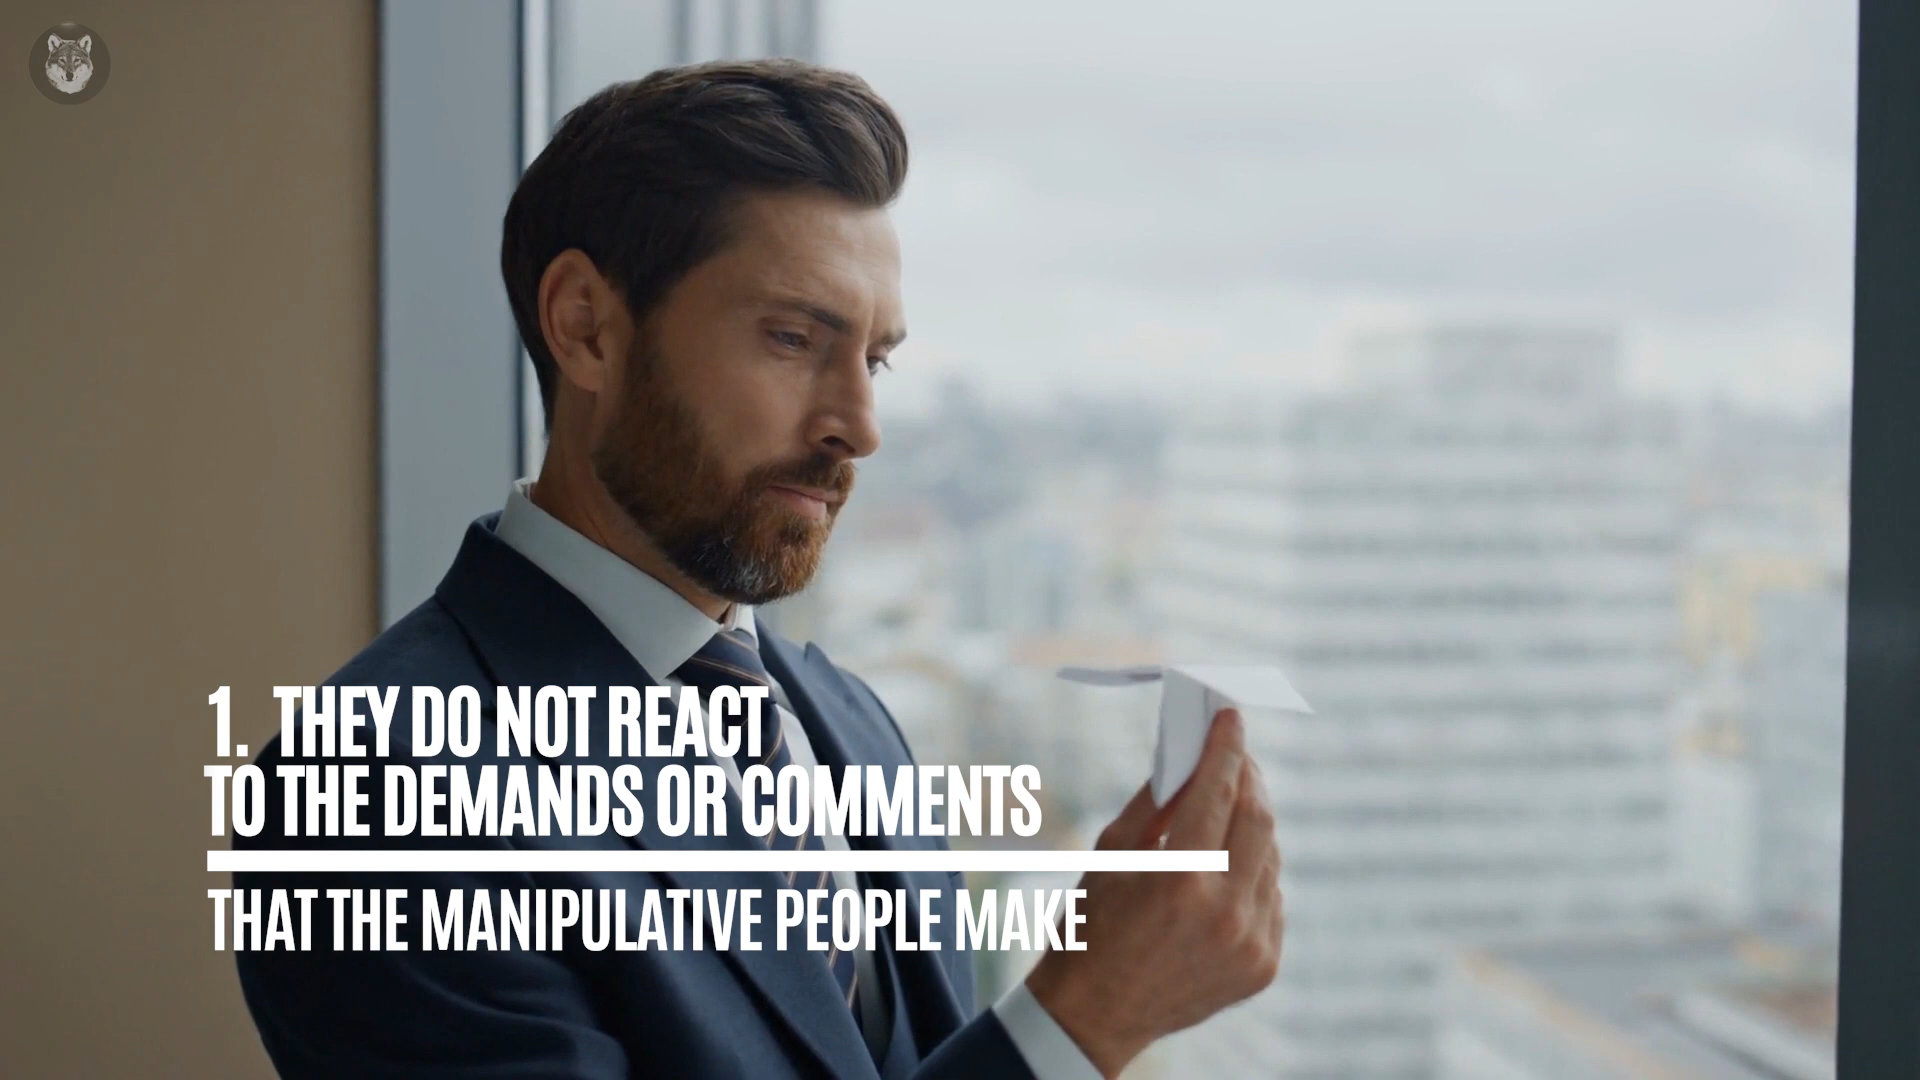 1. THEY DO NOT REACT
TO THE DEMANDS OR COMMENTS
THAT THE MANIPULATIVE PEOPLE MAKE